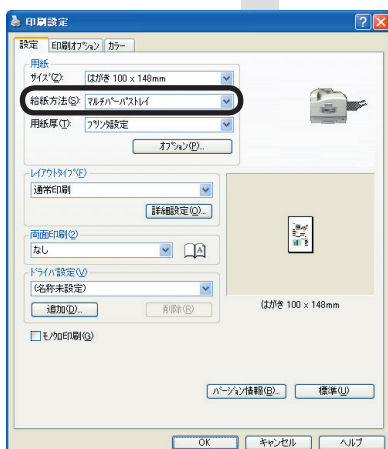 印刷設定
設定 印刷オプション カラー
用紙
サイズ(Z): はがき 100 x 148mm
給紙方法(S): マルチパーパストレイ
用紙厚(T): プリンタ設定
オプション(P)...
レイアウトタイプ(E)
通常印刷
詳細設定(O)...
両面印刷(2)
なし
ドライバ設定(V)
(名称未設定)
追加(D)... 削除(R)
はがき 100 x 148mm
モノクロ印刷(G)
バージョン情報(B)... 標準(U)
OK キャンセル ヘルプ